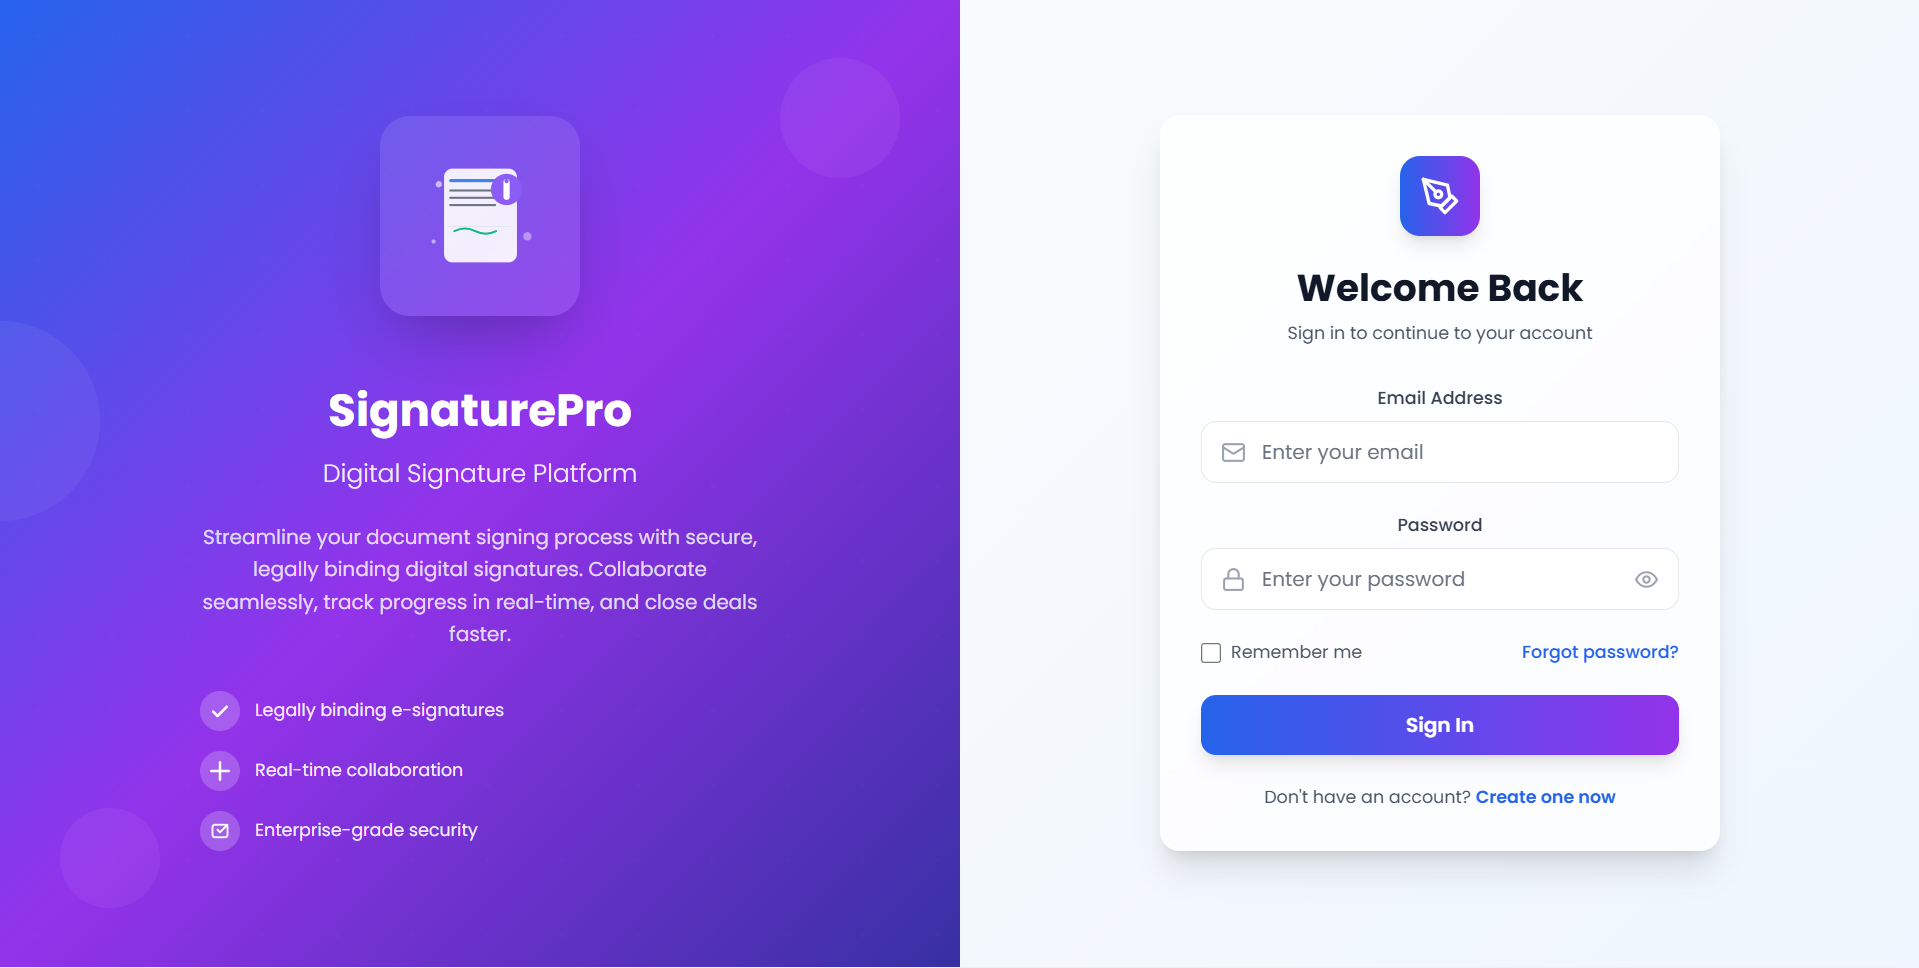 SignaturePro
Digital Signature Platform
Streamline your document signing process with secure,
legally binding digital signatures. Collaborate
seamlessly, track progress in real-time, and close deals
faster.
Legally binding e-signatures
Real-time collaboration
Enterprise-grade security
Welcome Back
Sign in to continue to your account
Email Address
Enter your email
Password
Enter your password
Remember me
Forgot password?
Sign In
Don't have an account? Create one now